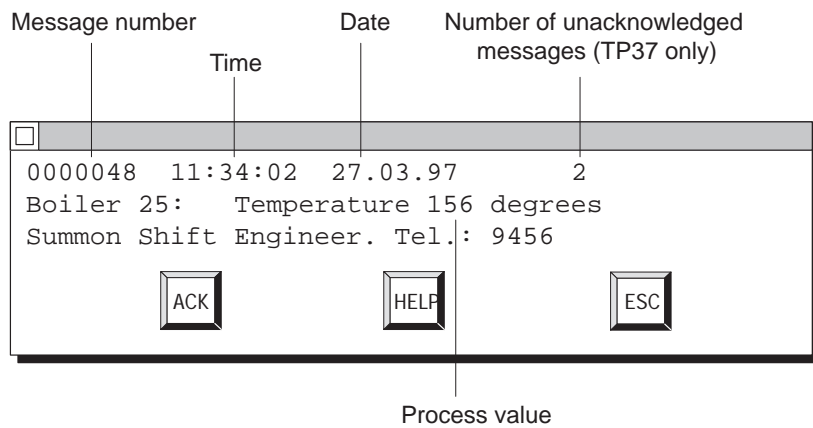 Message number Date Number of unacknowledged
Time messages (TP37 only)
0000048 11:34:02 27.03.97 2
Boiler 25: Temperature 156 degrees
Summon Shift Engineer. Tel.: 9456
ACK HELP ESC
Process value